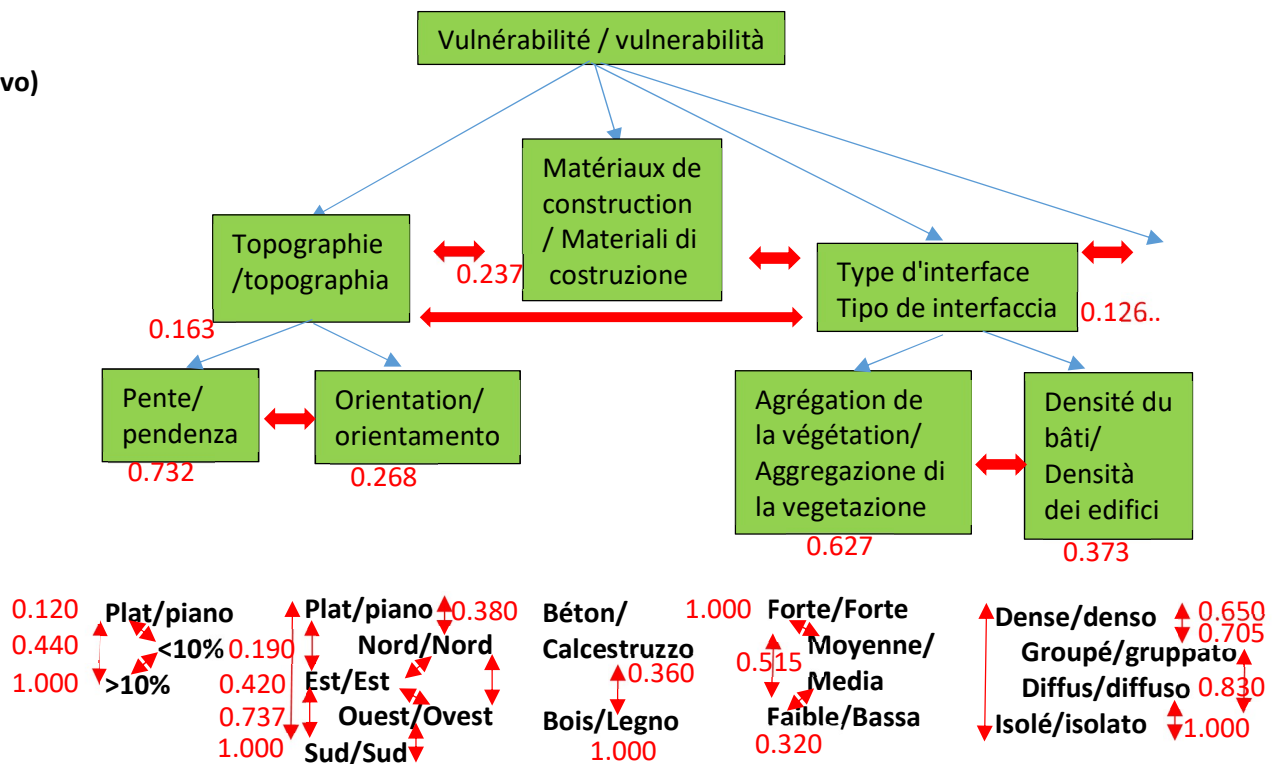 Vulnérabilité / vulnerabilità
vo)
Matériaux de
construction
/ Materiali di
costruzione
Topographie
/topographia
0.237
Type d'interface
Tipo de interfaccia
0.126..
0.163
Pente/
pendenza
0.732
Orientation/
orientamento
0.268
Agrégation de
la végétation/
Aggregazione di
la vegetazione
0.627
Densité du
bâti/
Densità
dei edifici
0.373
0.120 Plat/piano
0.440 <10%
1.000 >10%
Plat/piano 0.380
Nord/Nord
0.190
Est/Est
0.420
Ouest/Ovest
0.737
Sud/Sud
1.000
Béton/
Calcestruzzo
0.360
Bois/Legno
1.000
1.000 Forte/Forte
Moyenne/
0.515 Media
Faible/Bassa
0.320
Dense/denso 0.650
0.705
Groupé/gruppato
Diffus/diffuso 0.830
Isolé/isolato 1.000